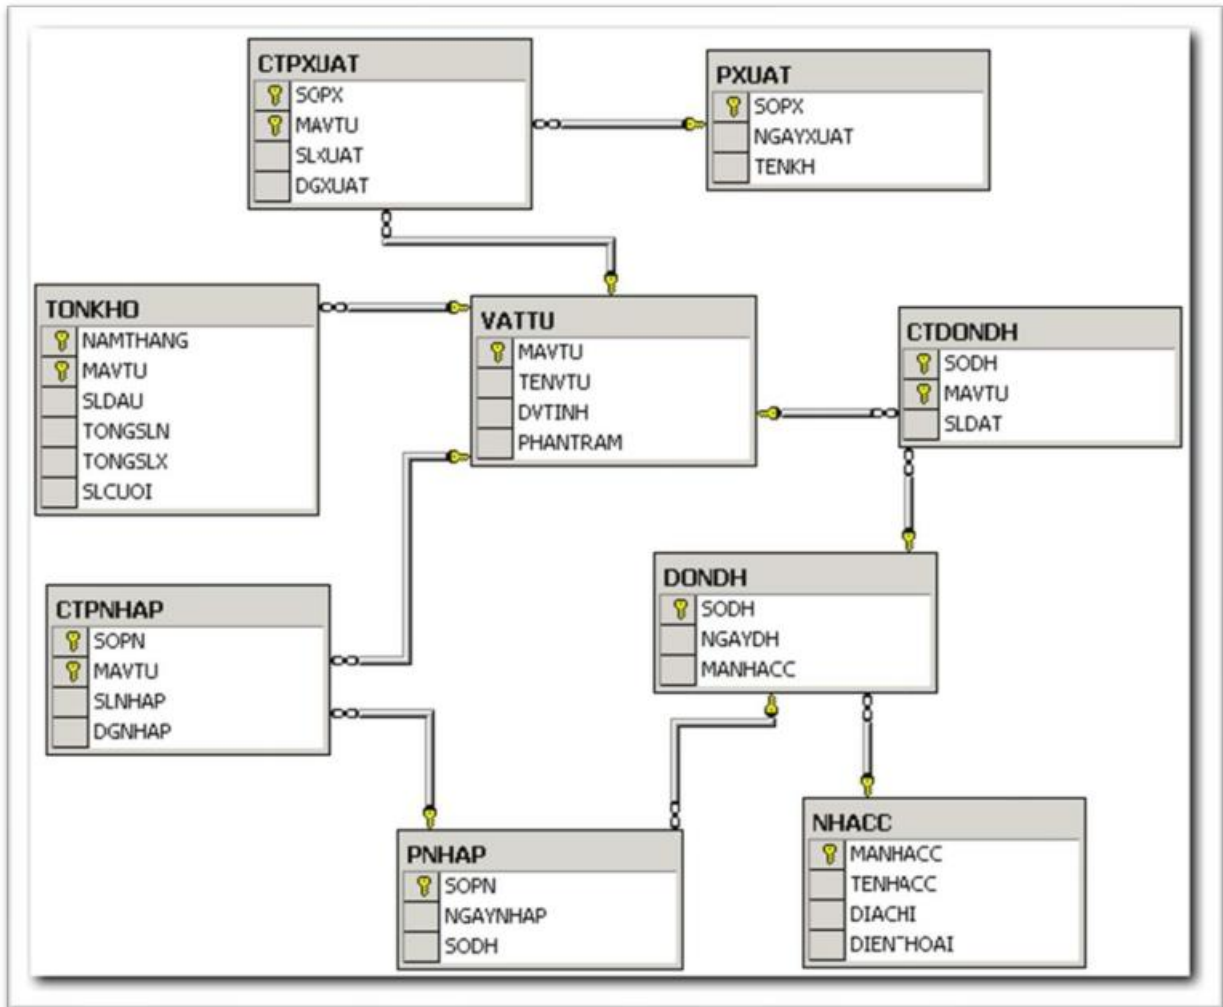 CTPXUAT
SOPX
MAVTU
SLXUAT
DGXUAT
PXUAT
SOPX
NGAYXUAT
TENKH
TONKHO
NAMTHANG
MAVTU
SLDAU
TONGSLN
TONGSLX
SLCUOI
VATTU
MAVTU
TENVTU
DVTINH
PHANTRAM
CTDONDH
SODH
MAVTU
SLDAT
CTPNHAP
SOPN
MAVTU
SLNHAP
DGNHAP
DONDH
SODH
NGAYDH
MANHACC
PNHAP
SOPN
NGAYNHAP
SODH
NHACC
MANHACC
TENHACC
DIACHI
DIENTHOAI